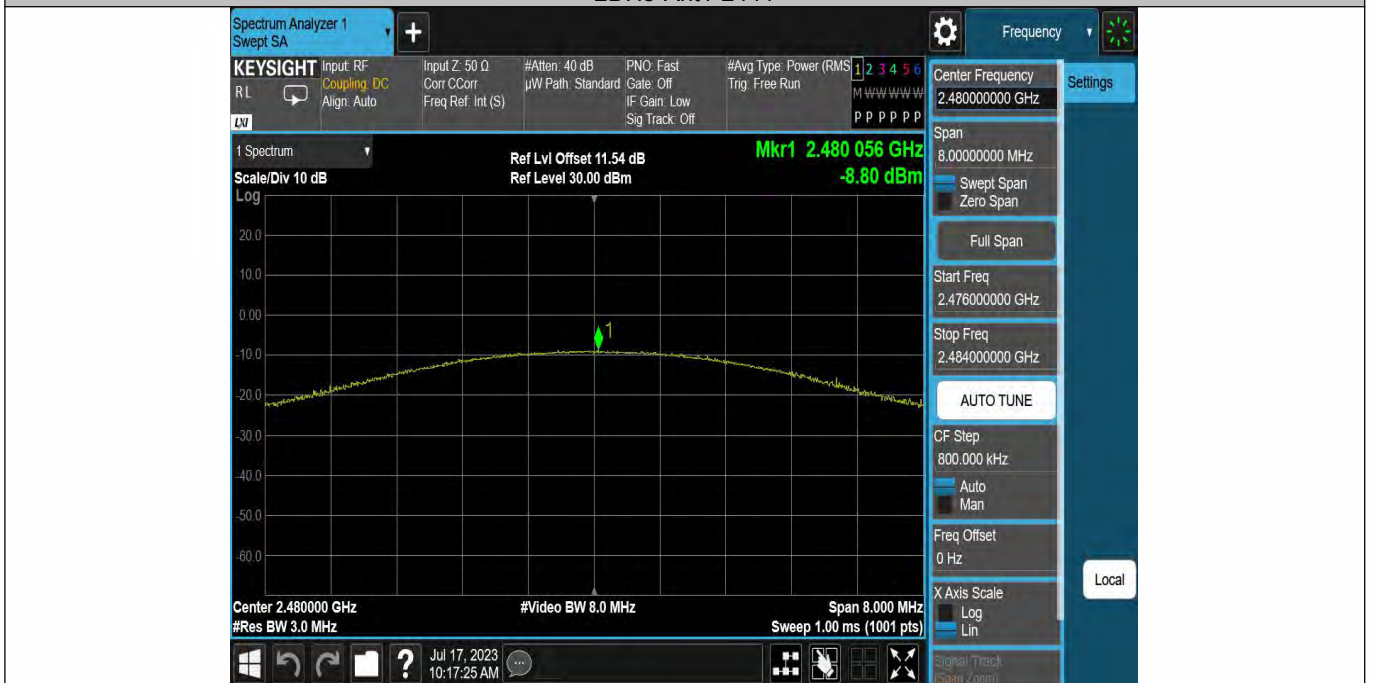 Spectrum Analyzer 1
Swept SA
+
Frequency
KEYSIGHT
RL
LXI
Input: RF
Coupling: DC
Align: Auto
Input Z: 50 Ω
Corr CCorr
Freq Ref: Int (S)
#Atten: 40 dB
µW Path: Standard
PNO: Fast
Gate: Off
IF Gain: Low
Sig Track: Off
#Avg Type: Power (RMS
Trig: Free Run
1 2 3 4 5 6
M W W W W W
P P P P P P
Center Frequency
2.480000000 GHz
Settings
Span
8.00000000 MHz
Swept Span
Zero Span
Full Span
Start Freq
2.476000000 GHz
Stop Freq
2.484000000 GHz
AUTO TUNE
CF Step
800.000 kHz
Auto
Man
Freq Offset
0 Hz
X Axis Scale
Log
Lin
Signal Track
(Span Zoom)
Local
1 Spectrum
Scale/Div 10 dB
Ref Lvl Offset 11.54 dB
Ref Level 30.00 dBm
Mkr1 2.480 056 GHz
-8.80 dBm
Log
20.0
10.0
0.00
-10.0
-20.0
-30.0
-40.0
-50.0
-60.0
1
Center 2.480000 GHz
#Res BW 3.0 MHz
#Video BW 8.0 MHz
Span 8.000 MHz
Sweep 1.00 ms (1001 pts)
?
Jul 17, 2023
10:17:25 AM